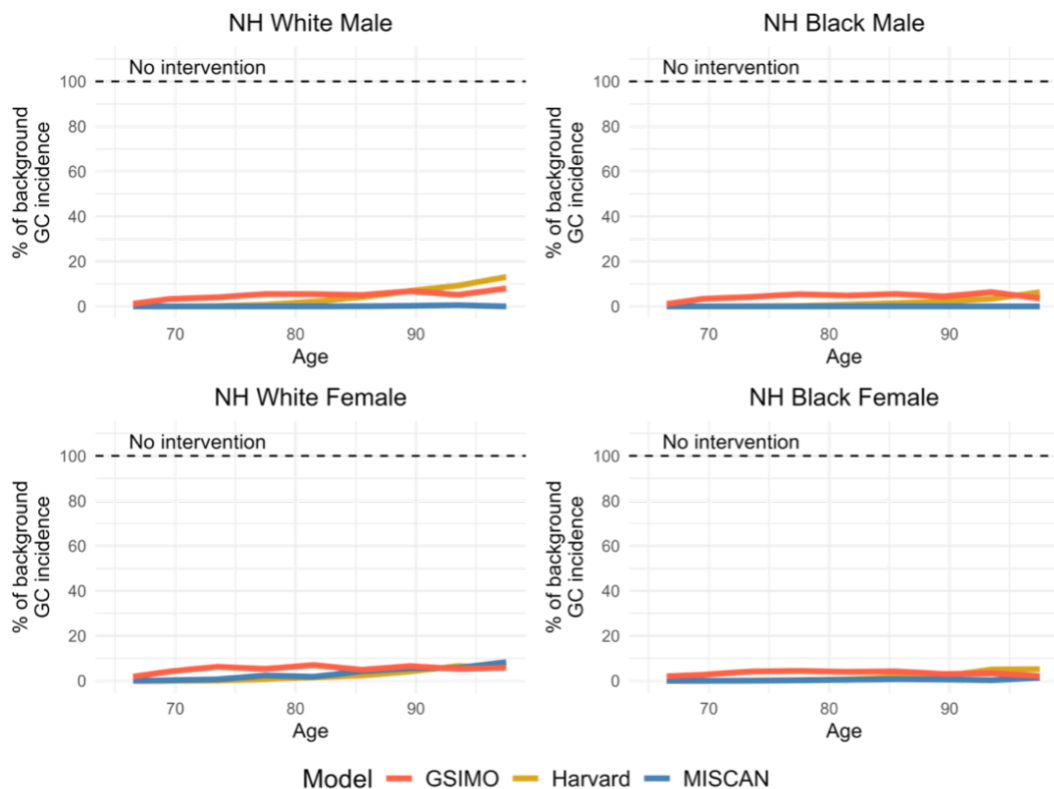 NH White Male
No intervention
% of background
GC incidence
100
80
60
40
20
0
70
80
90
Age
NH Black Male
No intervention
% of background
GC incidence
100
80
60
40
20
0
70
80
90
Age
NH White Female
No intervention
% of background
GC incidence
100
80
60
40
20
0
70
80
90
Age
NH Black Female
No intervention
% of background
GC incidence
100
80
60
40
20
0
70
80
90
Age
Model GSIMO Harvard MISCAN